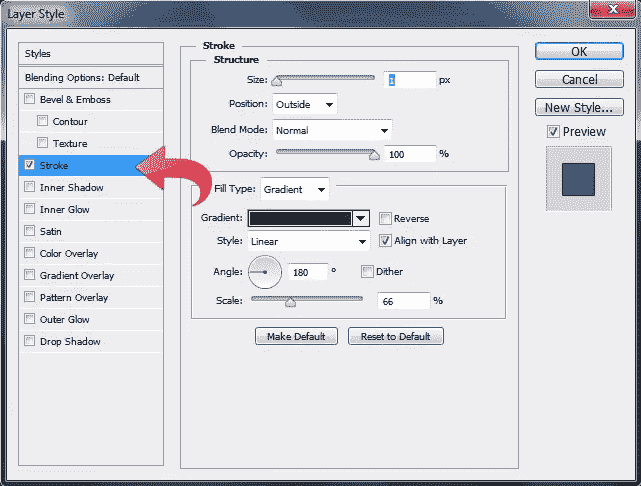 Layer Style
Styles
Blending Options: Default
Bevel & Emboss
Contour
Texture
Stroke
Inner Shadow
Inner Glow
Satin
Color Overlay
Gradient Overlay
Pattern Overlay
Outer Glow
Drop Shadow
Stroke
Structure
Size: 1 px
Position: Outside
Blend Mode: Normal
Opacity: 100 %
Fill Type: Gradient
Gradient: Reverse
Style: Linear Align with Layer
Angle: 180 ° Dither
Scale: 66 %
Make Default Reset to Default
OK
Cancel
New Style...
Preview